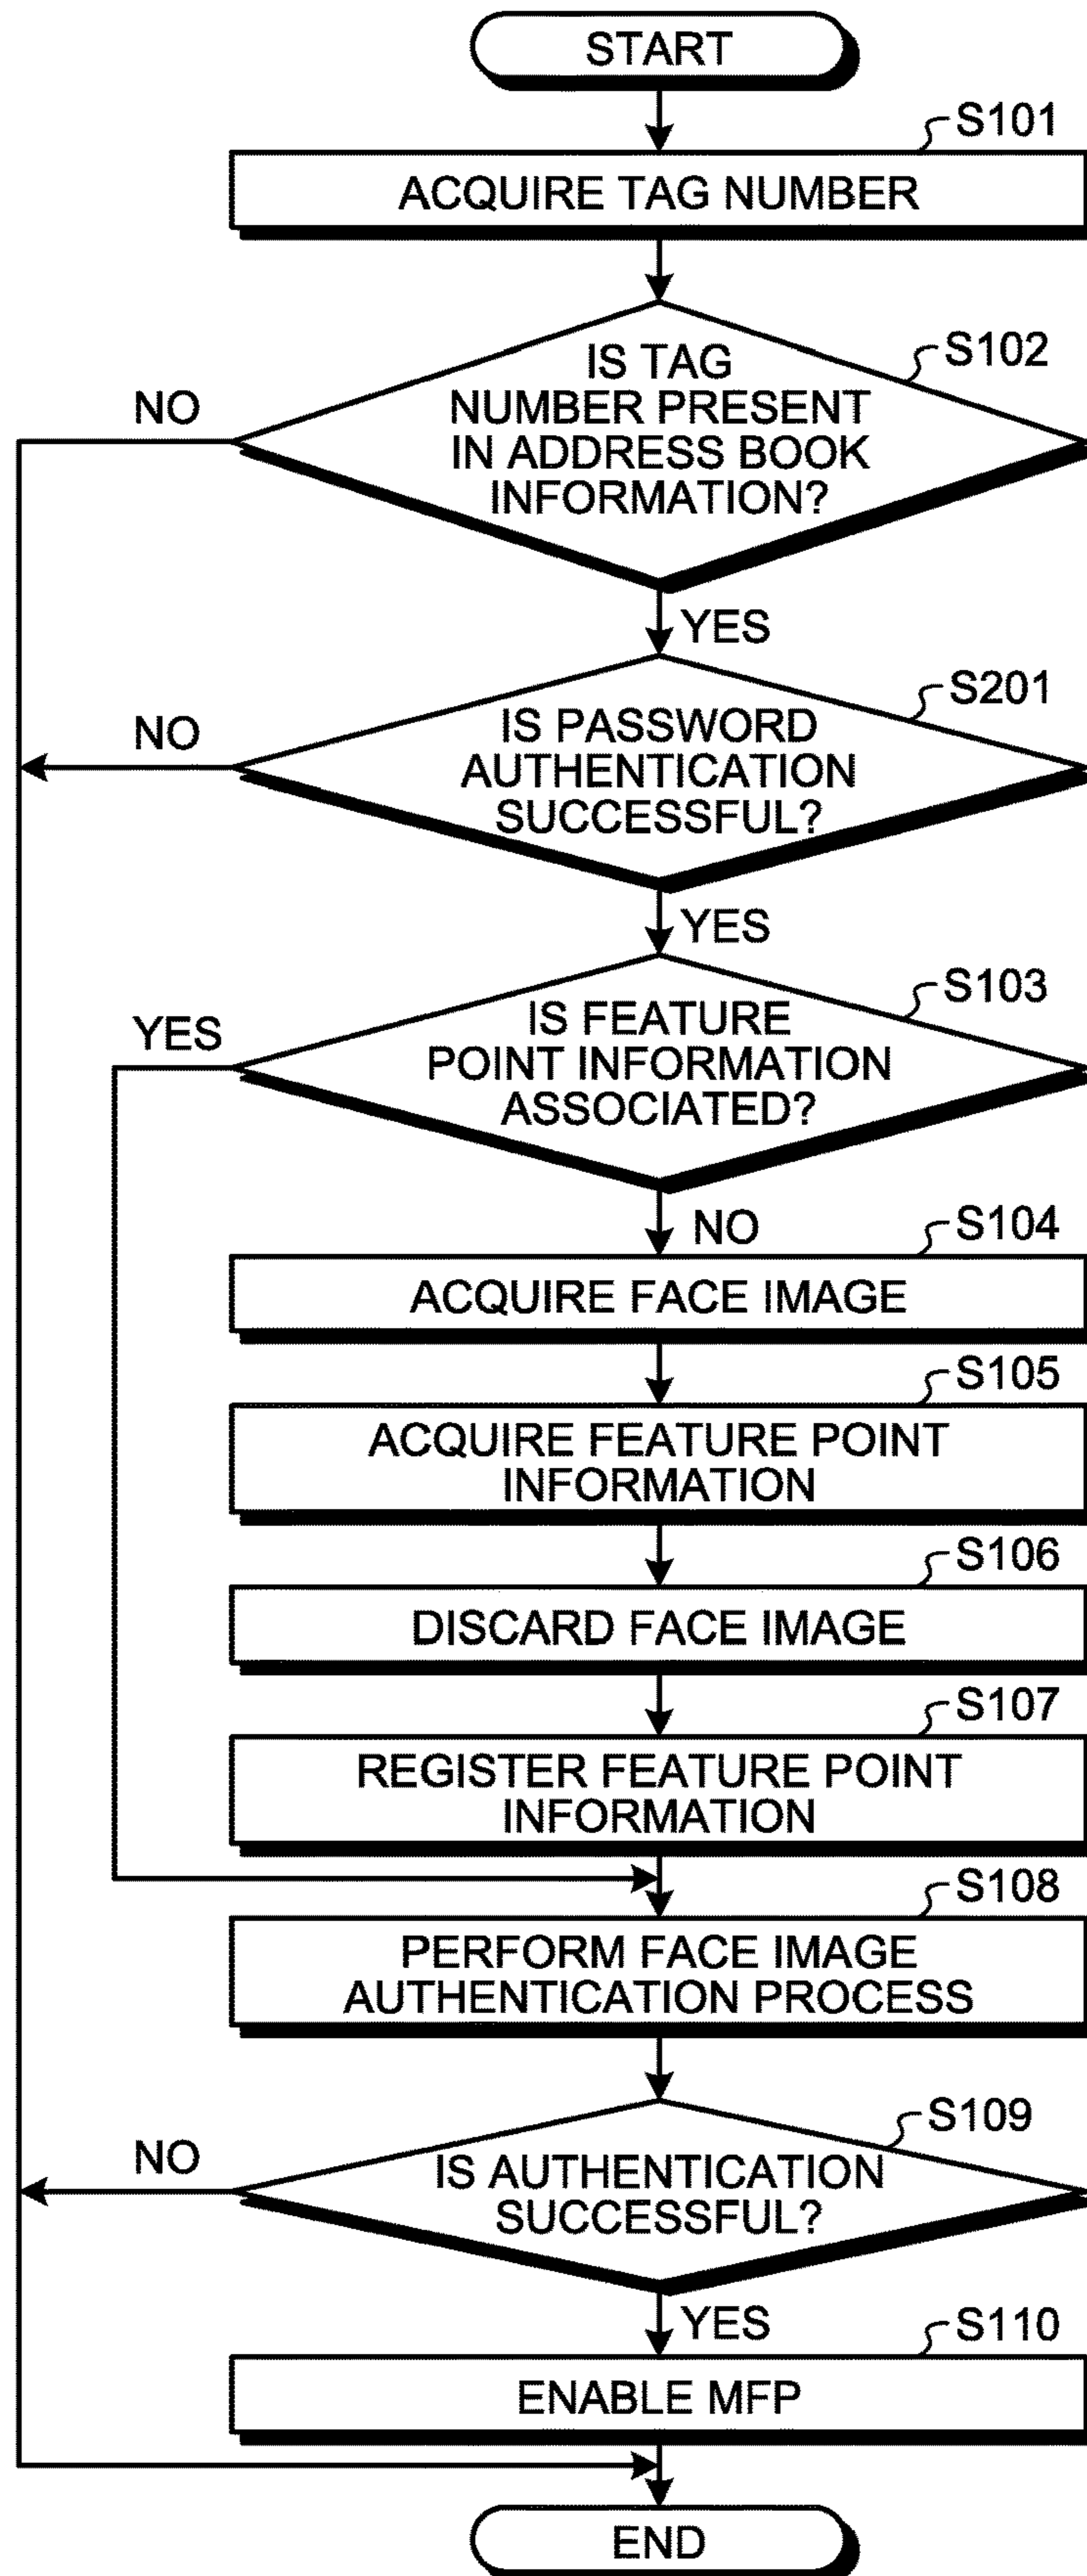 START
S101
ACQUIRE TAG NUMBER
S102
NO
IS TAG
NUMBER PRESENT
IN ADDRESS BOOK
INFORMATION?
YES
S201
NO
IS PASSWORD
AUTHENTICATION
SUCCESSFUL?
YES
S103
YES
IS FEATURE
POINT INFORMATION
ASSOCIATED?
NO
S104
ACQUIRE FACE IMAGE
S105
ACQUIRE FEATURE POINT
INFORMATION
S106
DISCARD FACE IMAGE
S107
REGISTER FEATURE POINT
INFORMATION
S108
PERFORM FACE IMAGE
AUTHENTICATION PROCESS
S109
NO
IS AUTHENTICATION
SUCCESSFUL?
YES
S110
ENABLE MFP
END